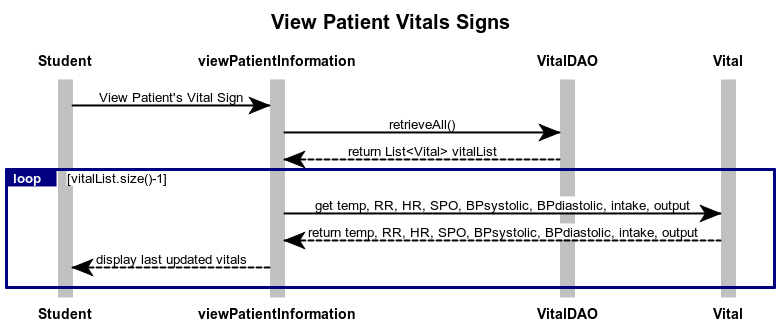 View Patient Vitals Signs
Student viewPatientInformation VitalDAO Vital
View Patient's Vital Sign
retrieveAll()
return List<Vital> vitalList
loop [vitalList.size()-1]
get temp, RR, HR, SPO, BPsystolic, BPdiastolic, intake, output
return temp, RR, HR, SPO, BPsystolic, BPdiastolic, intake, output
display last updated vitals
Student viewPatientInformation VitalDAO Vital